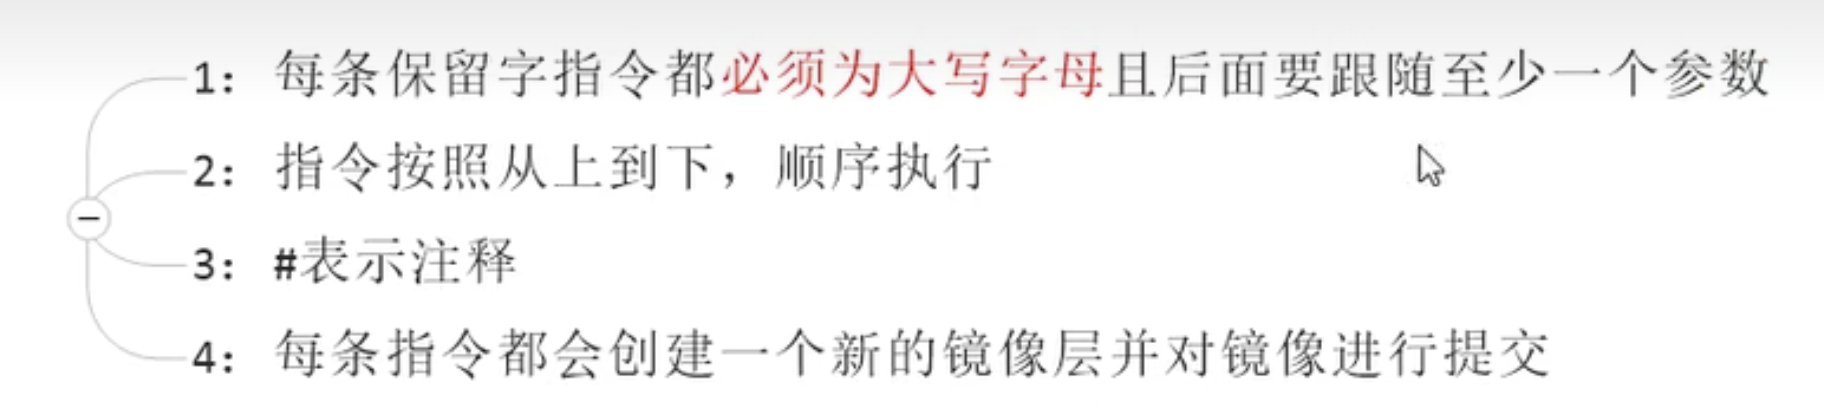 1: 每条保留字指令都必须为大写字母且后面要跟随至少一个参数
2: 指令按照从上到下，顺序执行
3: #表示注释
4: 每条指令都会创建一个新的镜像层并对镜像进行提交